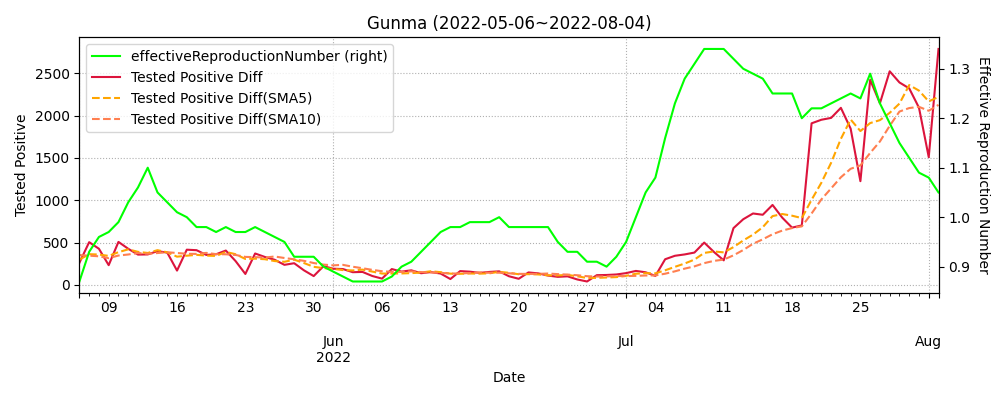 Gunma (2022-05-06~2022-08-04)
effectiveReproductionNumber (right)
Tested Positive Diff
Tested Positive Diff(SMA5)
Tested Positive Diff(SMA10)
Tested Positive
2500
2000
1500
1000
500
0
1.3
1.2
1.1
1.0
0.9
Effective Reproduction Number
09 16 23 30 06 13 20 27 04 11 18 25
Jun Jul Aug
2022
Date